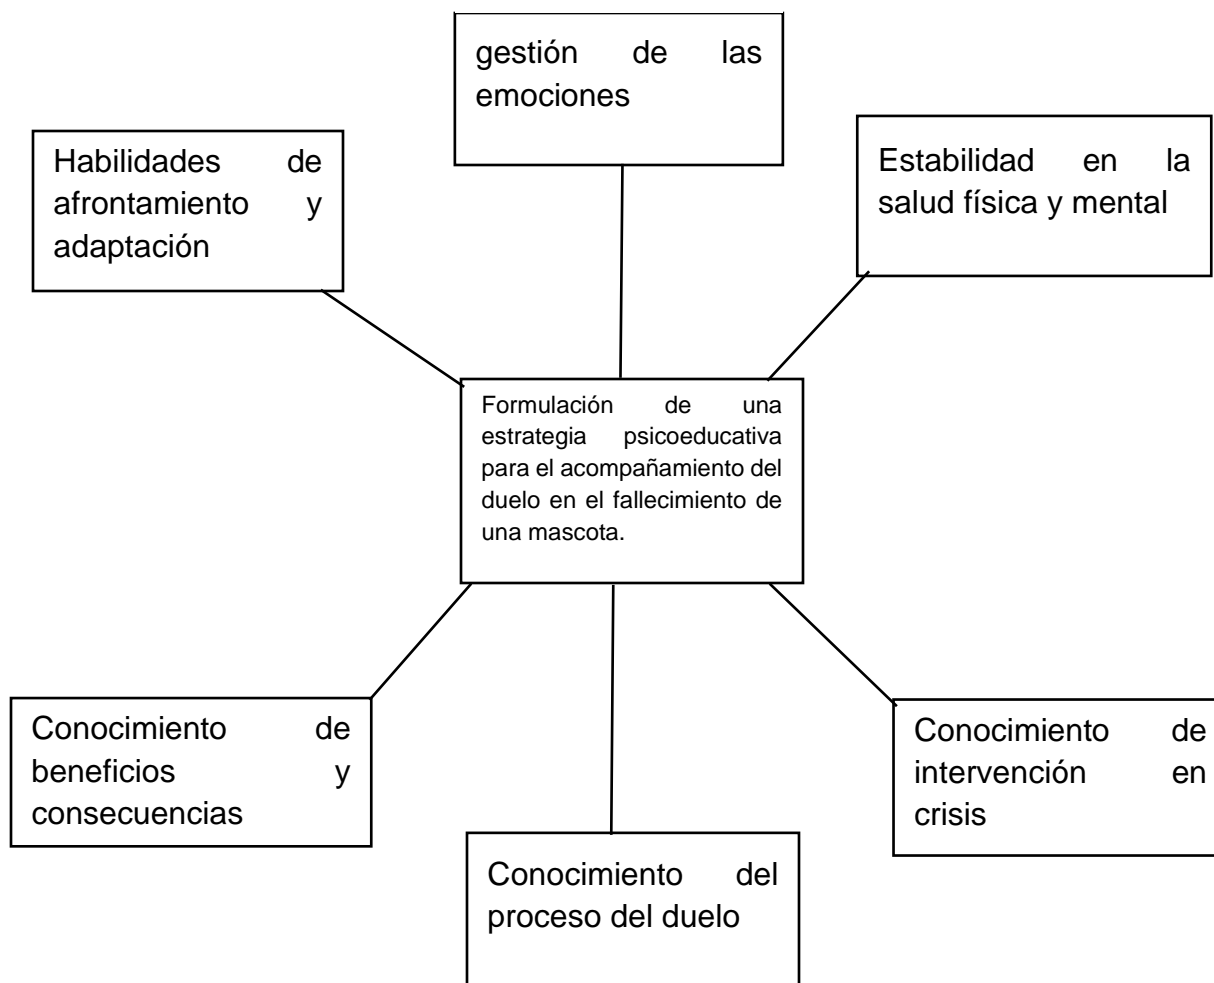 gestión de las
emociones
Habilidades de
afrontamiento y
adaptación
Estabilidad en la
salud física y mental
Formulación de una
estrategia psicoeducativa
para el acompañamiento del
duelo en el fallecimiento de
una mascota.
Conocimiento de
beneficios y
consecuencias
Conocimiento de
intervención en
crisis
Conocimiento del
proceso del duelo